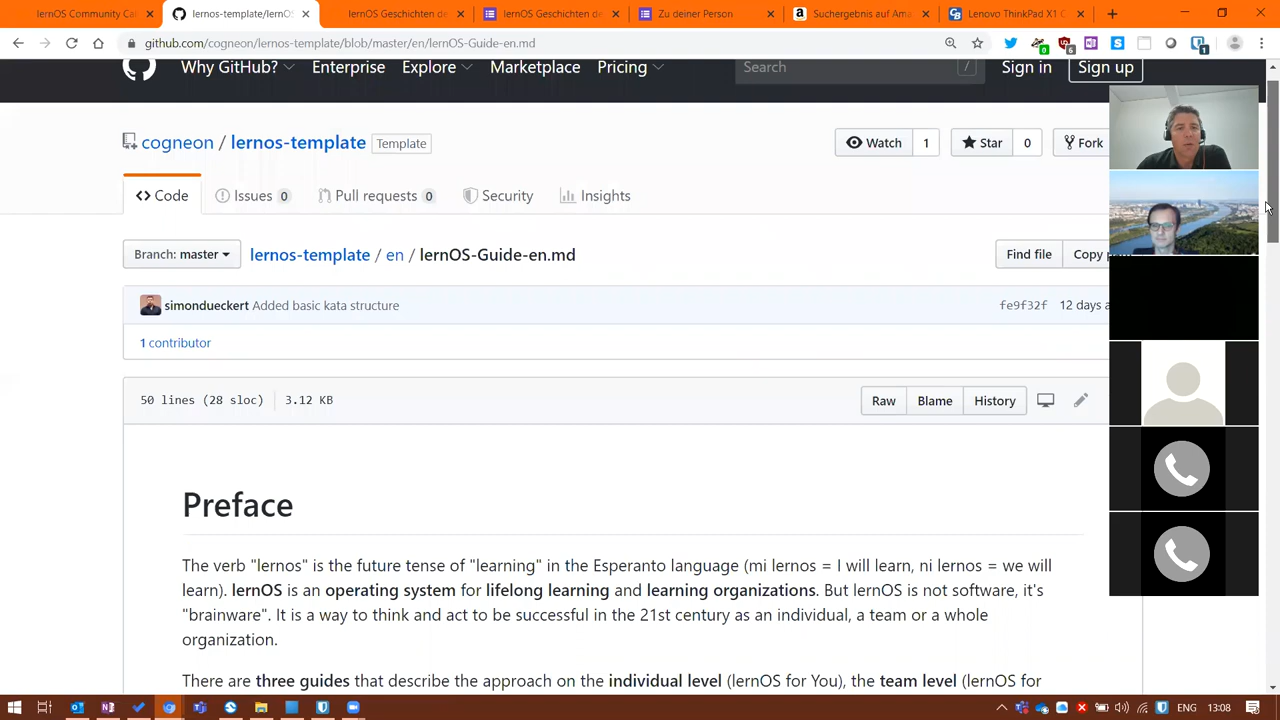 lernOS Community Cal
lernos-template/lernOS
lernOS Geschichten de
lernOS Geschichten de
Zu deiner Person
Suchergebnis auf Ama
Lenovo ThinkPad X1 C
github.com/cogneon/lernos-template/blob/master/en/lernOS-Guide-en.md
Why GitHub? Enterprise Explore Marketplace Pricing Search / Sign in Sign up
cogneon / lernos-template Template
Watch 1 Star 0 Fork
Code Issues 0 Pull requests 0 Security Insights
Branch: master lernos-template / en / lernOS-Guide-en.md Find file Copy
simondueckert Added basic kata structure fe9f32f 12 days
1 contributor
50 lines (28 sloc) 3.12 KB Raw Blame History
Preface
The verb "lernos" is the future tense of "learning" in the Esperanto language (mi lernos = I will learn, ni lernos = we will
learn). lernOS is an operating system for lifelong learning and learning organizations. But lernOS is not software, it's
"brainware". It is a way to think and act to be successful in the 21st century as an individual, a team or a whole
organization.
There are three guides that describe the approach on the individual level (lernOS for You), the team level (lernOS for
ENG 13:08